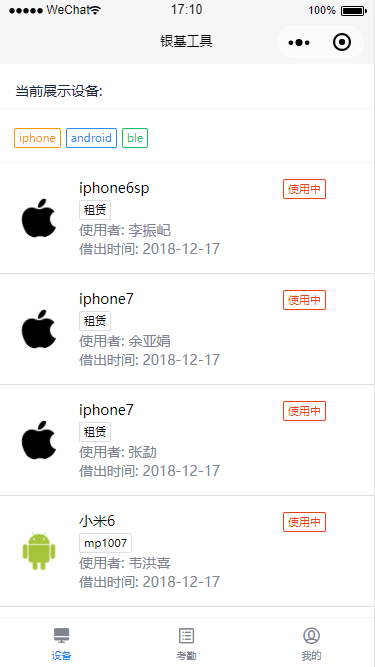 WeChat 17:10 100%
银基工具
当前展示设备:
iphone android ble
iphone6sp 使用中
租赁
使用者: 李振屺
借出时间: 2018-12-17
iphone7 使用中
租赁
使用者: 余亚娟
借出时间: 2018-12-17
iphone7 使用中
租赁
使用者: 张勐
借出时间: 2018-12-17
小米6 使用中
mp1007
使用者: 韦洪喜
借出时间: 2018-12-17
设备 考勤 我的